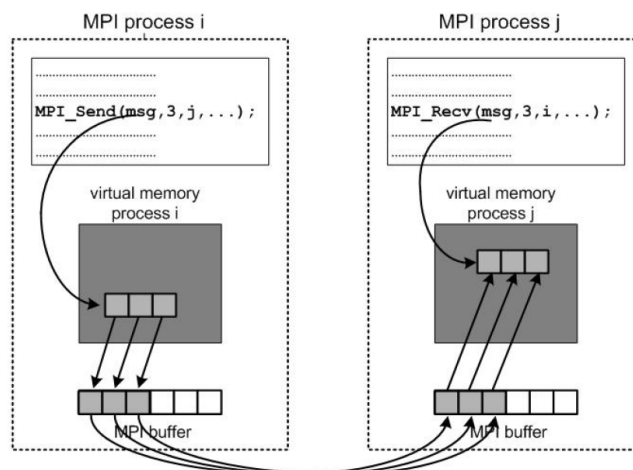 MPI process i
MPI process j
....................................
....................................
MPI_Send(msg,3,j,...);
....................................
....................................
....................................
....................................
MPI_Recv(msg,3,i,...);
....................................
....................................
virtual memory
process i
virtual memory
process j
MPI buffer
MPI buffer